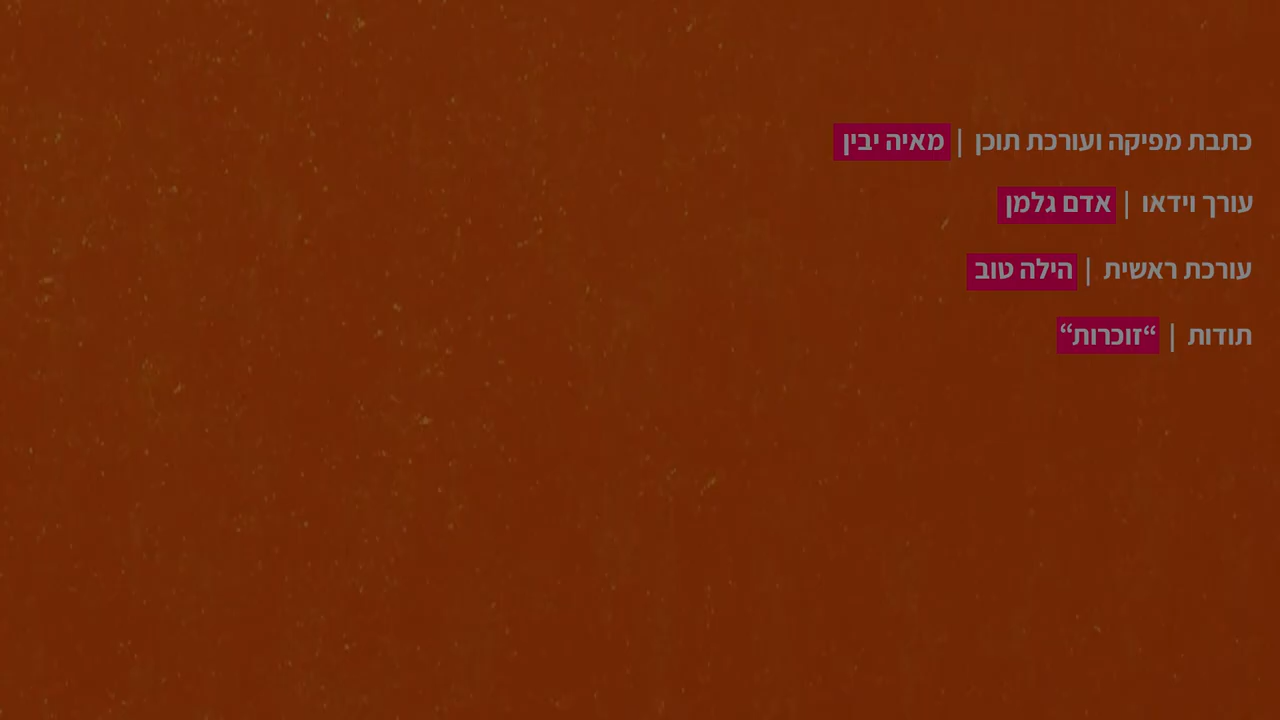 כתבת מפיקה ועורכת תוכן | מאיה יבין
עורך וידאו | אדם גלמן
עורכת ראשית | הילה טוב
תודות | “זוכרות“